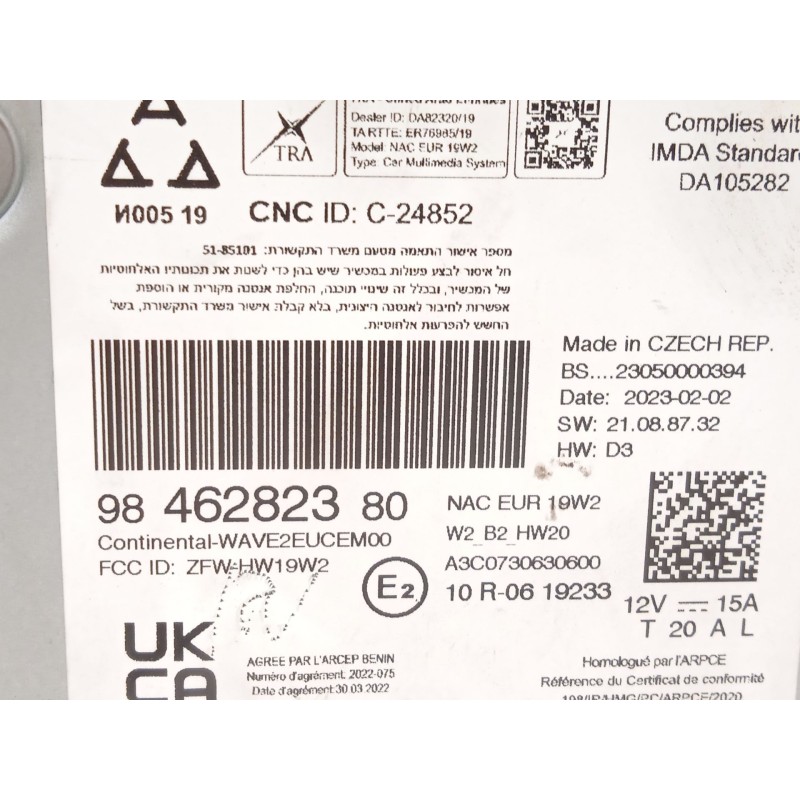 Dealer ID: DA82320/19
TA RTTE: ER76985/19
Model: NAC EUR 19W2
Type: Car Multimedia System
TRA
Complies with
IMDA Standard
DA105282
И005 19
CNC ID: C-24852
מספר אישור התאמה מטעם משרד התקשורת: 51-85101
חל איסור לבצע פעולות במכשיר שיש בהן כדי לשנות את תכונותיו האלחוטיות
של המכשיר, ובכלל זה שינויי תוכנה, החלפת אנטנה מקורית או הוספת
אפשרות לחיבור לאנטנה חיצונית, בלא קבלת אישור משרד התקשורת, בשל
החשש להפרעות אלחוטיות.
Made in CZECH REP.
BS....23050000394
Date: 2023-02-02
SW: 21.08.87.32
HW: D3
98 462823 80
Continental-WAVE2EUCEM00
FCC ID: ZFW-HW19W2
NAC EUR 19W2
W2_B2_HW20
A3C0730630600
E2
10 R-06 19233
12V 15A
T 20 A L
UK
CA
AGREE PAR L'ARCEP BENIN
Numéro d'agrément: 2022-075
Date d'agrément:30 03 2022
Homologué par l'ARPCE
Référence du Certificat de conformité